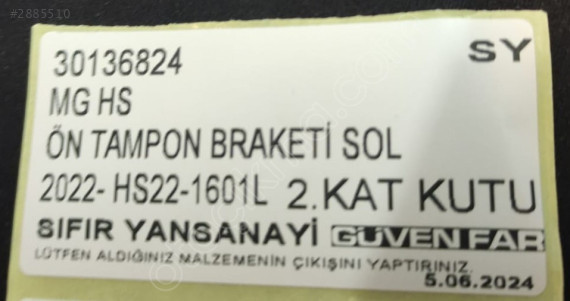 #2885510
30136824 SY
MG HS
ÖN TAMPON BRAKETİ SOL
2022- HS22-1601L 2.KAT KUTU
SIFIR YANSANAYİ GÜVEN FAR
LÜTFEN ALDIĞINIZ MALZEMENİN ÇIKIŞINI YAPTIRINIZ.
5.06.2024